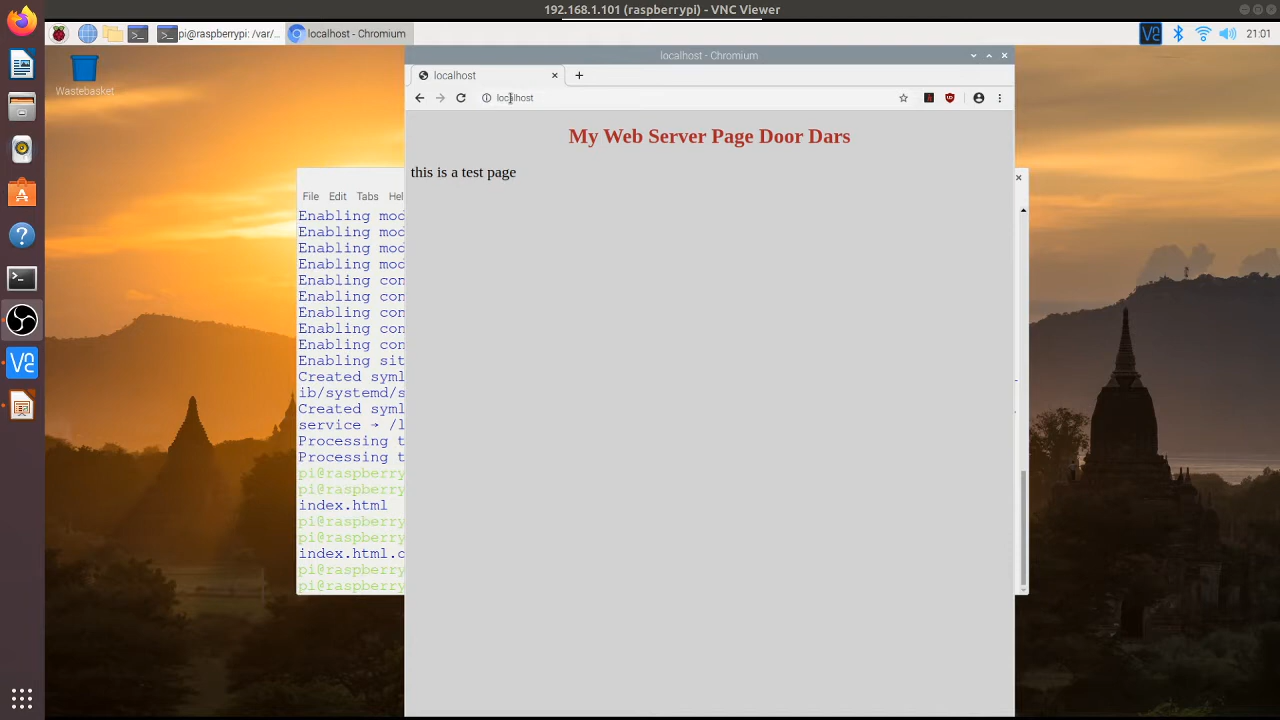 192.168.1.101 (raspberrypi) - VNC Viewer
pi@raspberrypi: /var/...
localhost - Chromium
21:01
localhost - Chromium
Wastebasket
localhost
localhost
My Web Server Page Door Dars
this is a test page
File Edit Tabs Hel
Enabling mod
Enabling mod
Enabling mod
Enabling mod
Enabling con
Enabling con
Enabling con
Enabling con
Enabling con
Enabling sit
Created syml
ib/systemd/s
Created syml
service → /l
Processing t
Processing t
pi@raspberry
pi@raspberry
index.html
pi@raspberry
pi@raspberry
index.html.o
pi@raspberry
pi@raspberry